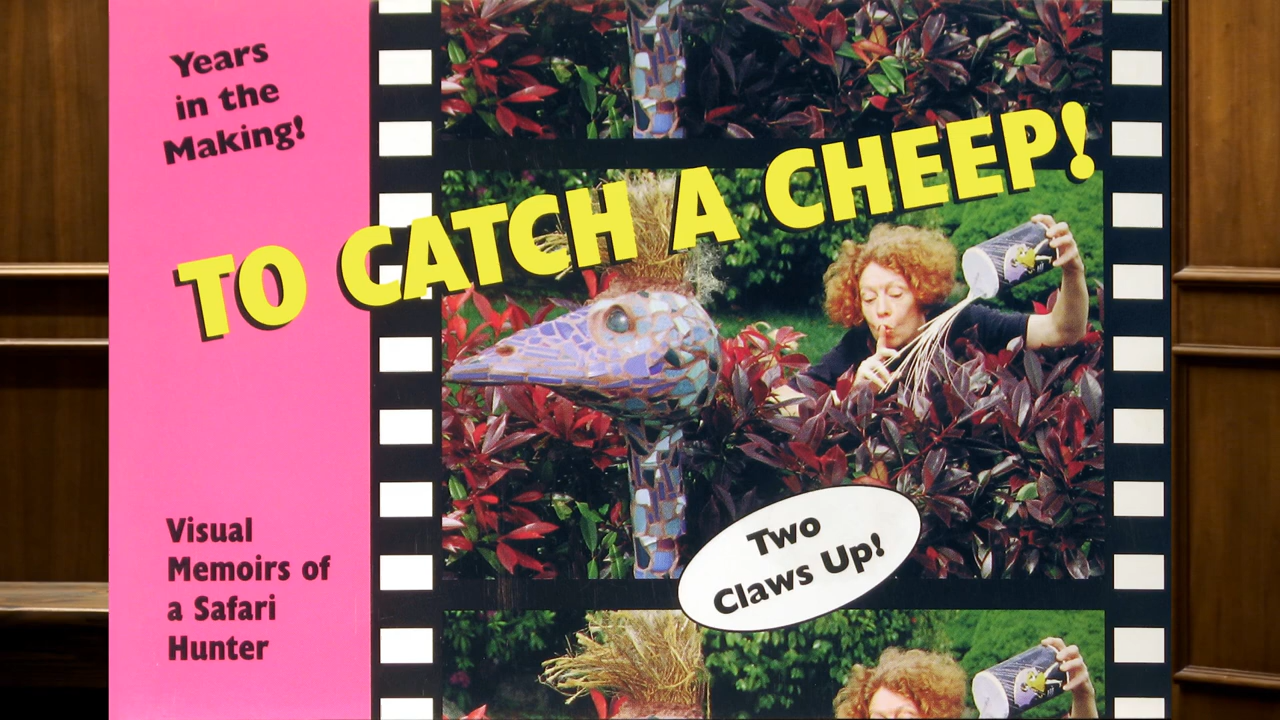 Years
in the
Making!
TO CATCH A CHEEP!
Two
Claws Up!
Visual
Memoirs of
a Safari
Hunter